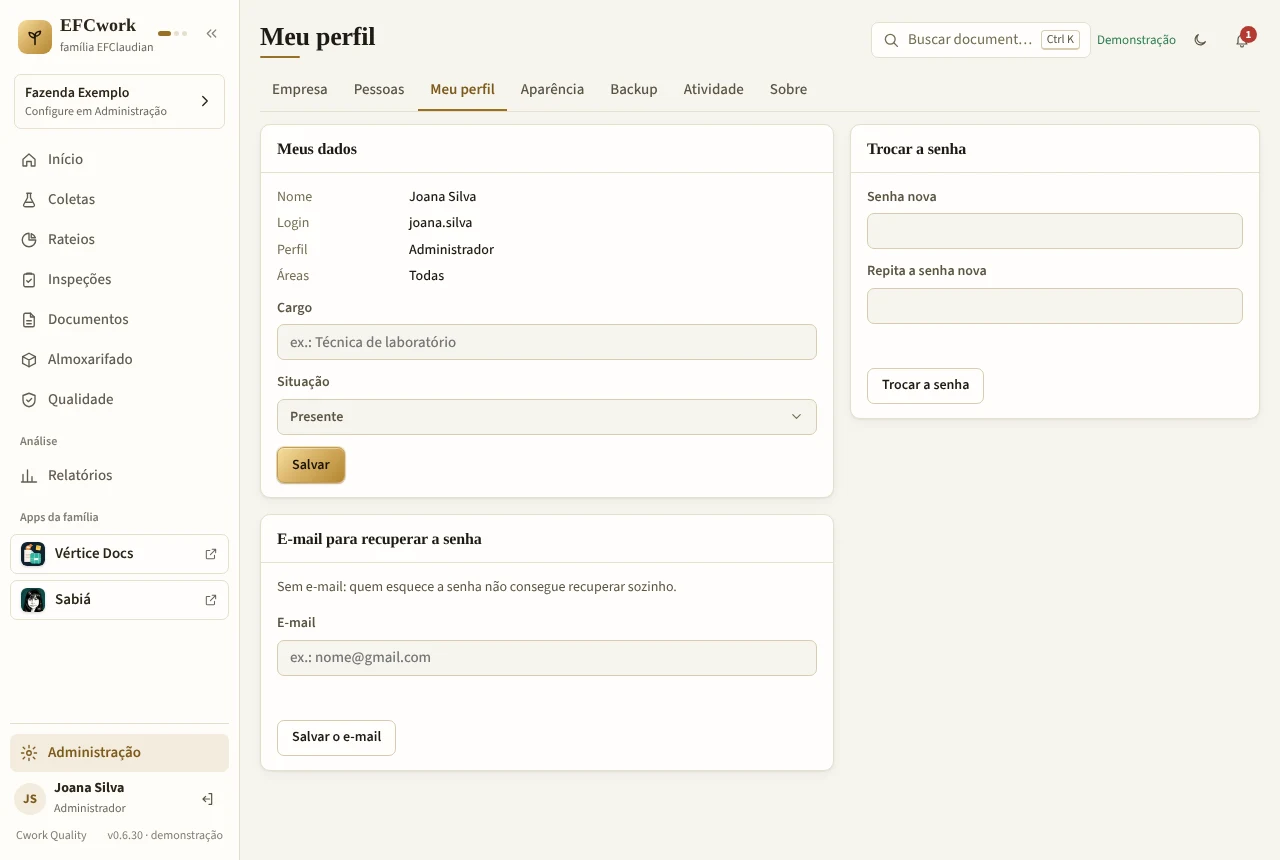 EFCwork
família EFClaudian
Fazenda Exemplo
Configure em Administração
Início
Coletas
Rateios
Inspeções
Documentos
Almoxarifado
Qualidade
Análise
Relatórios
Apps da família
Vértice Docs
Sabiá
Administração
JS
Joana Silva
Administrador
Cwork Quality v0.6.30 · demonstração
Meu perfil
Buscar document… Ctrl K
Demonstração
1
Empresa Pessoas Meu perfil Aparência Backup Atividade Sobre
Meus dados
Nome Joana Silva
Login joana.silva
Perfil Administrador
Áreas Todas
Cargo
ex.: Técnica de laboratório
Situação
Presente
Salvar
E-mail para recuperar a senha
Sem e-mail: quem esquece a senha não consegue recuperar sozinho.
E-mail
ex.: nome@gmail.com
Salvar o e-mail
Trocar a senha
Senha nova
Repita a senha nova
Trocar a senha